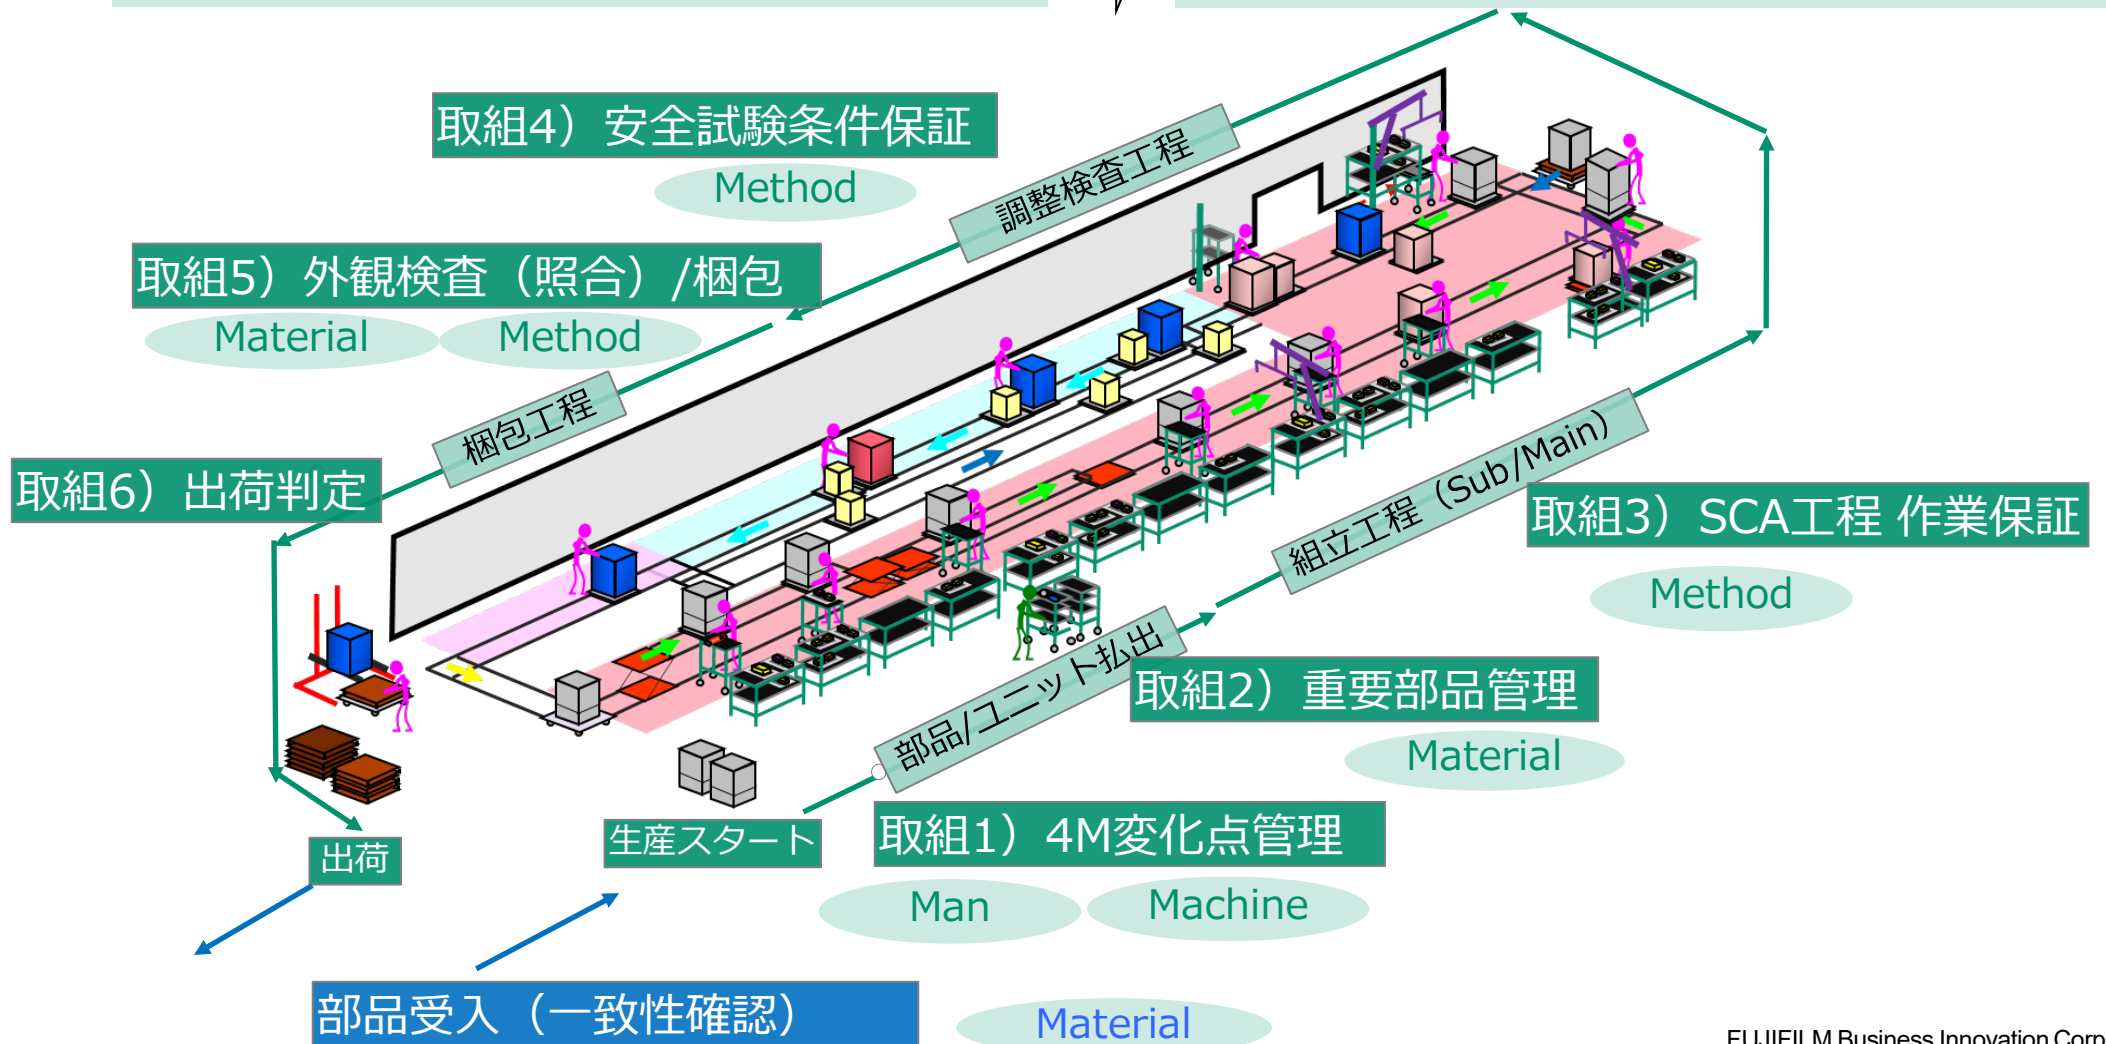 取組4）安全試験条件保証
Method
調整検査工程
取組5）外観検査（照合）/梱包
Material
Method
梱包工程
取組6）出荷判定
組立工程（Sub/Main）
取組3）SCA工程 作業保証
Method
部品/ユニット払出
取組2）重要部品管理
Material
出荷
生産スタート
取組1）4M変化点管理
Man
Machine
部品受入（一致性確認）
Material
FUJIFILM Business Innovation Corp